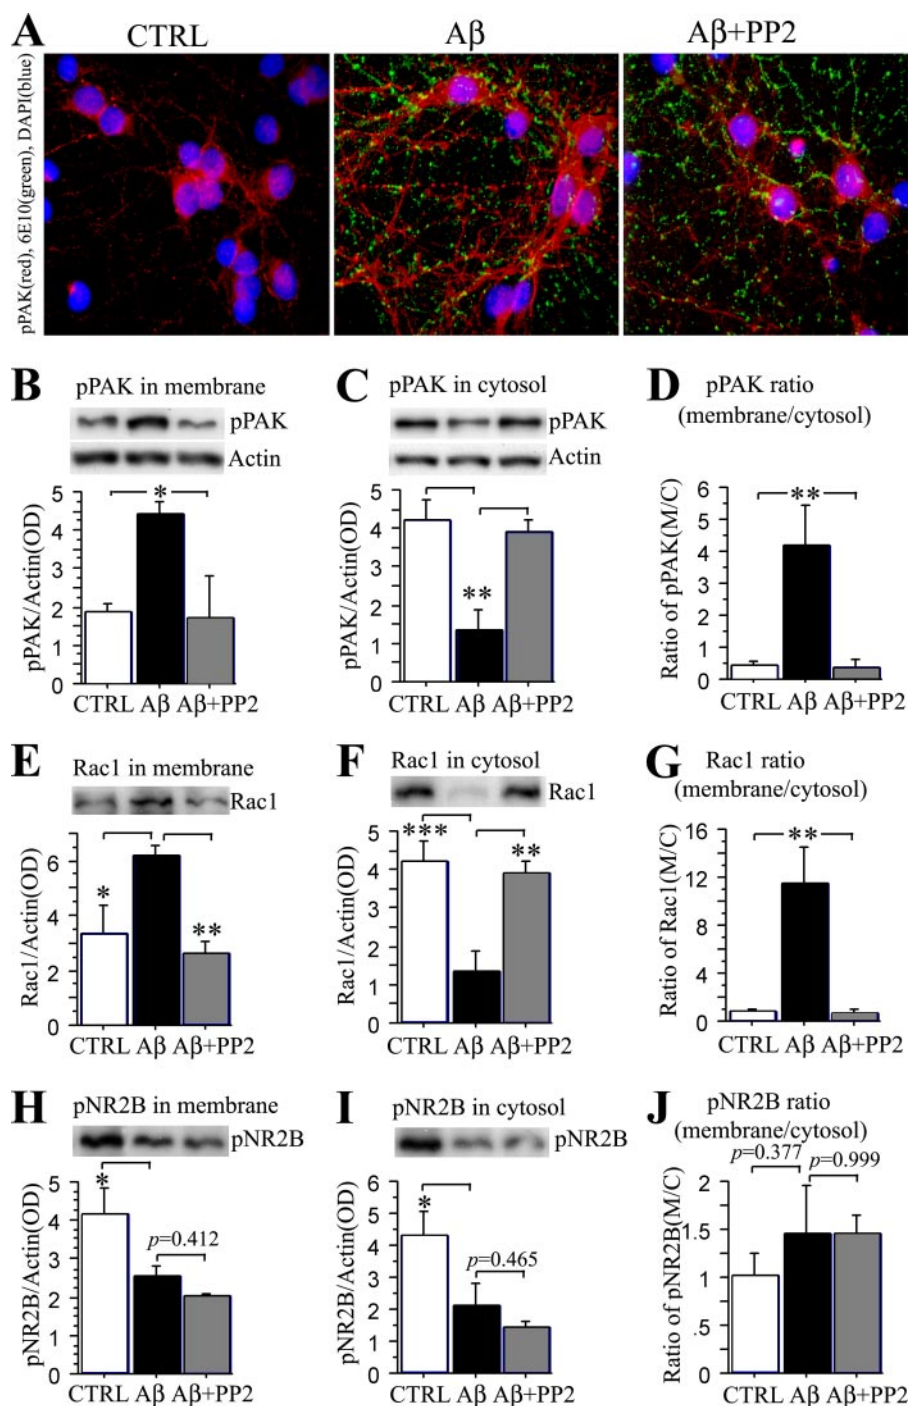 A
CTRL
Aβ
Aβ+PP2
pPAK(red), 6E10(green), DAPI(blue)
B
pPAK in membrane
pPAK
Actin
pPAK/Actin(OD)
5
4
3
2
1
0
*
CTRL Aβ Aβ+PP2
C
pPAK in cytosol
pPAK
Actin
pPAK/Actin(OD)
5
4
3
2
1
0
**
CTRL Aβ Aβ+PP2
D
pPAK ratio
(membrane/cytosol)
Ratio of pPAK(M/C)
6
5
4
3
2
1
0
**
CTRL Aβ Aβ+PP2
E
Rac1 in membrane
Rac1
Rac1/Actin(OD)
6
4
2
0
*
**
CTRL Aβ Aβ+PP2
F
Rac1 in cytosol
Rac1
Rac1/Actin(OD)
5
4
3
2
1
0
***
**
CTRL Aβ Aβ+PP2
G
Rac1 ratio
(membrane/cytosol)
Ratio of Rac1(M/C)
16
12
8
4
0
**
CTRL Aβ Aβ+PP2
H
pNR2B in membrane
pNR2B
pNR2B/Actin(OD)
5
4
3
2
1
0
*
p=0.412
CTRL Aβ Aβ+PP2
I
pNR2B in cytosol
pNR2B
pNR2B/Actin(OD)
6
5
4
3
2
1
0
*
p=0.465
CTRL Aβ Aβ+PP2
J
pNR2B ratio
(membrane/cytosol)
p=0.377
p=0.999
Ratio of pNR2B(M/C)
2
1.5
1
.5
0
CTRL Aβ Aβ+PP2